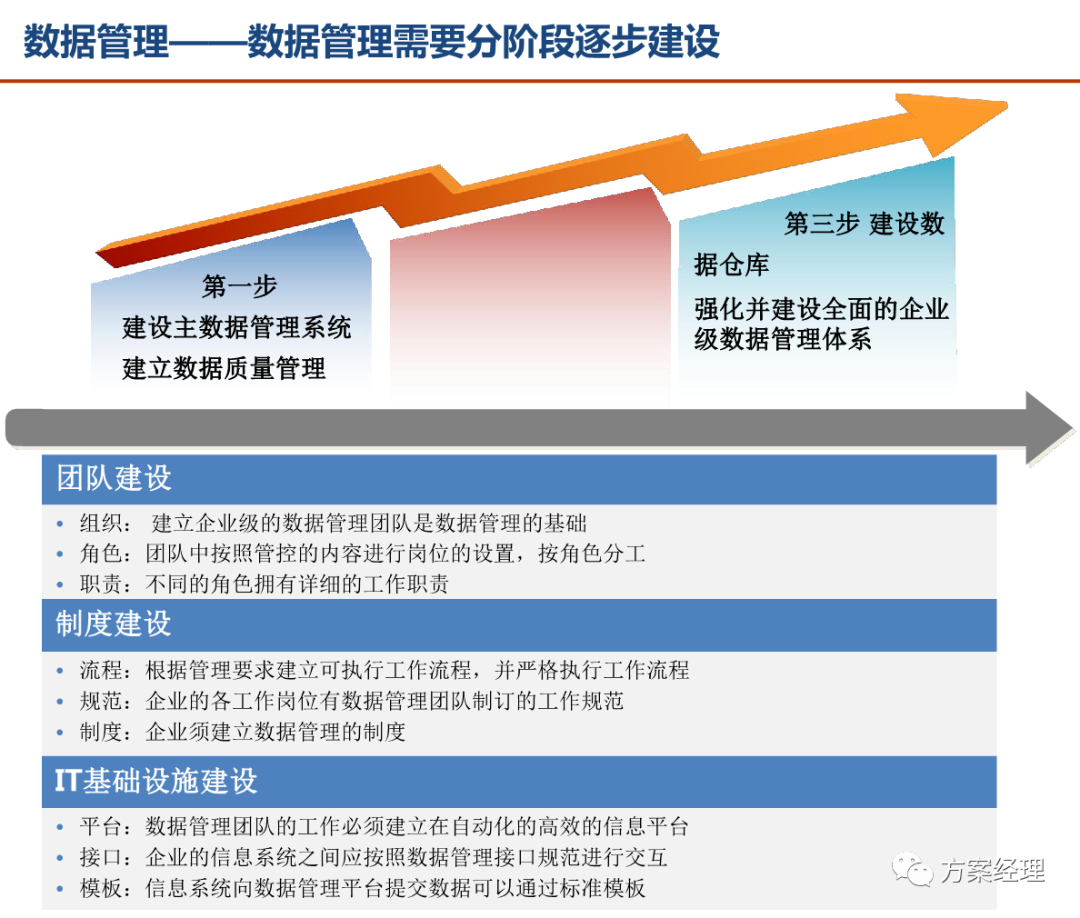 数据管理——数据管理需要分阶段逐步建设
第一步
建设主数据管理系统
建立数据质量管理
第三步 建设数
据仓库
强化并建设全面的企业
级数据管理体系
团队建设
• 组织： 建立企业级的数据管理团队是数据管理的基础
• 角色：团队中按照管控的内容进行岗位的设置，按角色分工
• 职责：不同的角色拥有详细的工作职责
制度建设
• 流程：根据管理要求建立可执行工作流程，并严格执行工作流程
• 规范：企业的各工作岗位有数据管理团队制订的工作规范
• 制度：企业须建立数据管理的制度
IT基础设施建设
• 平台：数据管理团队的工作必须建立在自动化的高效的信息平台
• 接口：企业的信息系统之间应按照数据管理接口规范进行交互
• 模板：信息系统向数据管理平台提交数据可以通过标准模板
方案经理